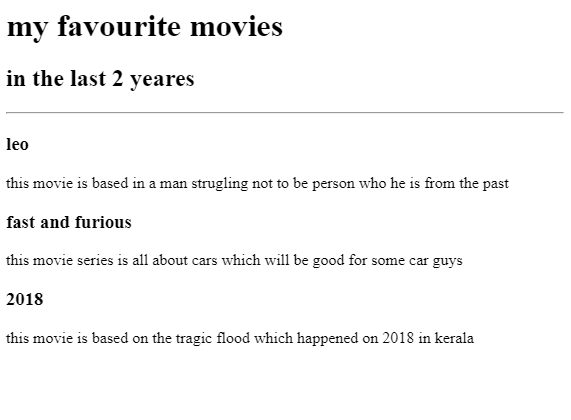 my favourite movies
in the last 2 yeares
leo
this movie is based in a man strugling not to be person who he is from the past
fast and furious
this movie series is all about cars which will be good for some car guys
2018
this movie is based on the tragic flood which happened on 2018 in kerala